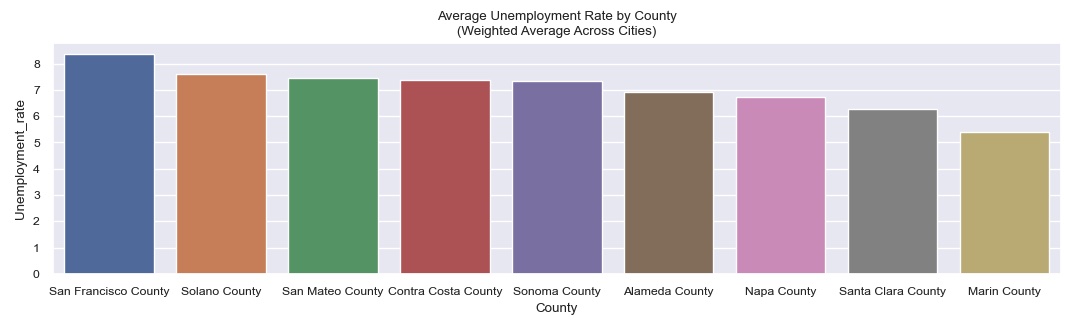 Average Unemployment Rate by County
(Weighted Average Across Cities)
Unemployment_rate
8
7
6
5
4
3
2
1
0
San Francisco County Solano County San Mateo County Contra Costa County Sonoma County Alameda County Napa County Santa Clara County Marin County
County